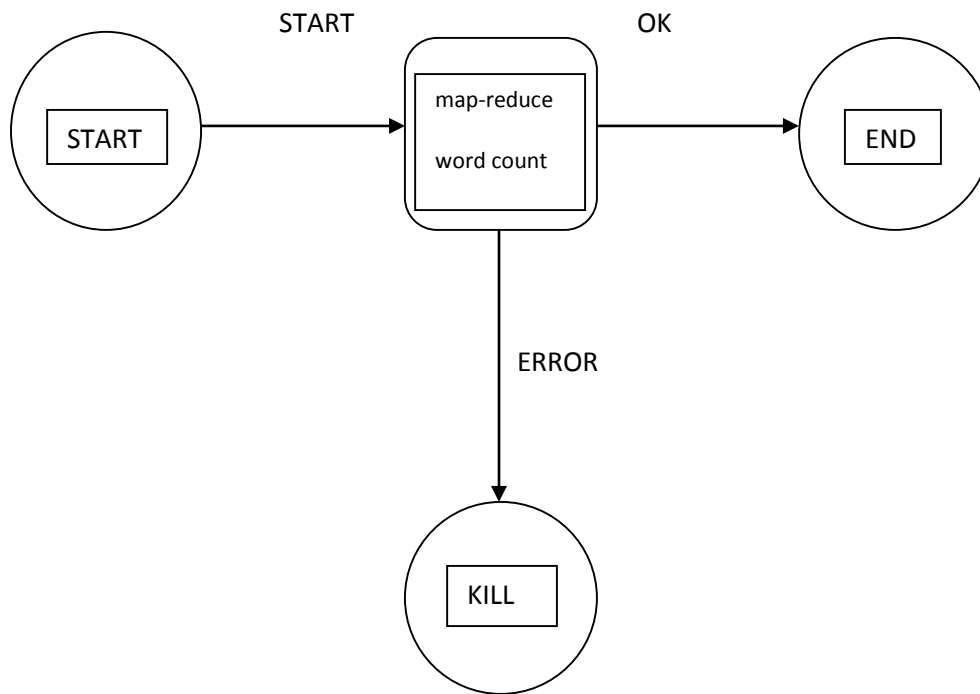 START
OK
START
map-reduce
word count
END
ERROR
KILL